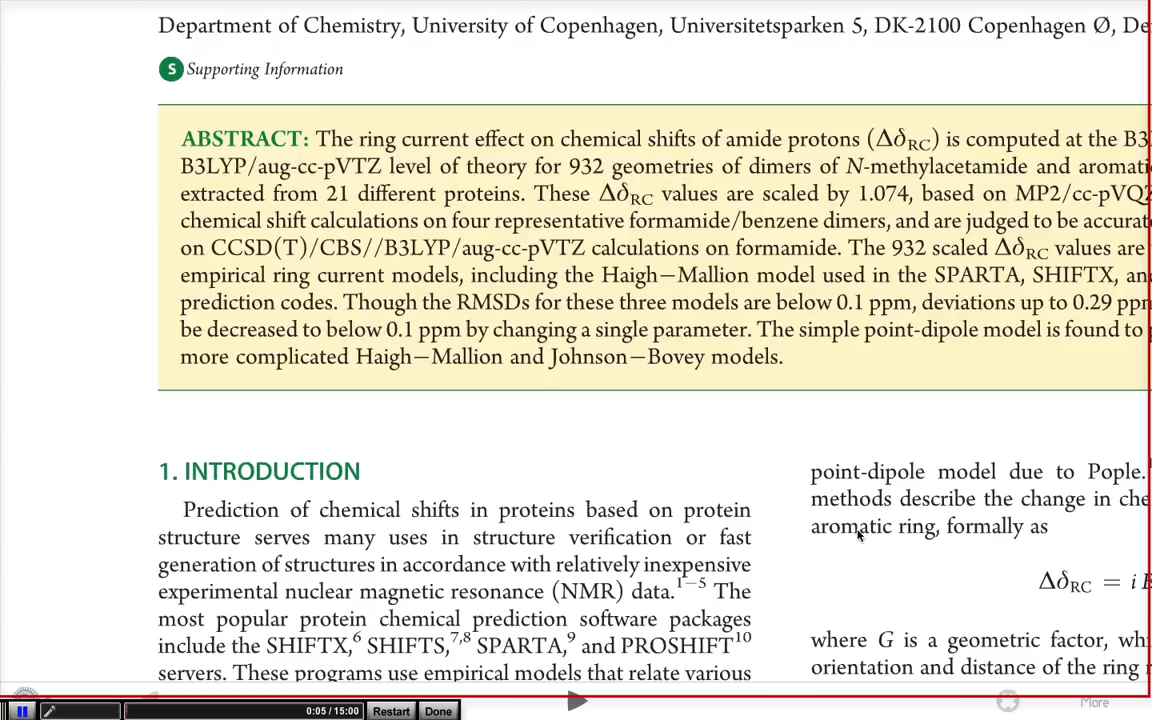 Department of Chemistry, University of Copenhagen, Universitetsparken 5, DK-2100 Copenhagen Ø,
S Supporting Information
ABSTRACT: The ring current effect on chemical shifts of amide protons (ΔδRC) is computed at the
B3LYP/aug-cc-pVTZ level of theory for 932 geometries of dimers of N-methylacetamide and
extracted from 21 different proteins. These ΔδRC values are scaled by 1.074, based on
chemical shift calculations on four representative formamide/benzene dimers, and are judged to be
on CCSD(T)/CBS//B3LYP/aug-cc-pVTZ calculations on formamide. The 932 scaled ΔδRC values are
empirical ring current models, including the Haigh−Mallion model used in the SPARTA, SHIFTX,
prediction codes. Though the RMSDs for these three models are below 0.1 ppm, deviations up to 0.29
be decreased to below 0.1 ppm by changing a single parameter. The simple point-dipole model is found to
more complicated Haigh−Mallion and Johnson−Bovey models.
1. INTRODUCTION
Prediction of chemical shifts in proteins based on protein
structure serves many uses in structure verification or fast
generation of structures in accordance with relatively inexpensive
experimental nuclear magnetic resonance (NMR) data.1−5 The
most popular protein chemical prediction software packages
include the SHIFTX,6 SHIFTS,7,8 SPARTA,9 and PROSHIFT10
servers. These programs use empirical models that relate various
point-dipole model due to Pople.
methods describe the change in
aromatic ring, formally as
ΔδRC = i
where G is a geometric factor,
orientation and distance of the ring
More
0:05 / 15:00 Restart Done